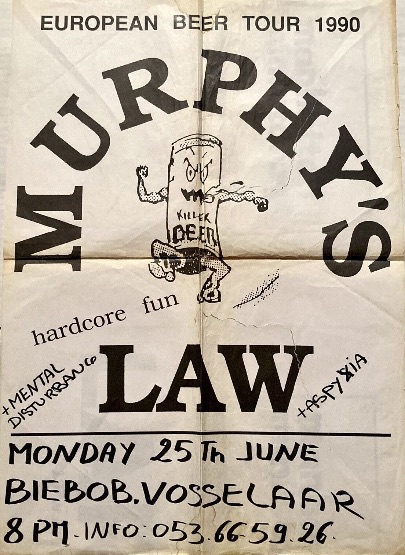 EUROPEAN BEER TOUR 1990
MURPHY'S
KILLER
BEER
hardcore fun
LAW
+MENTAL
DISTURBANCE
+ASPYXIA
MONDAY 25Th JUNE
BIEBOB.VOSSELAAR
8 PM-INFO:053.66.59.26.